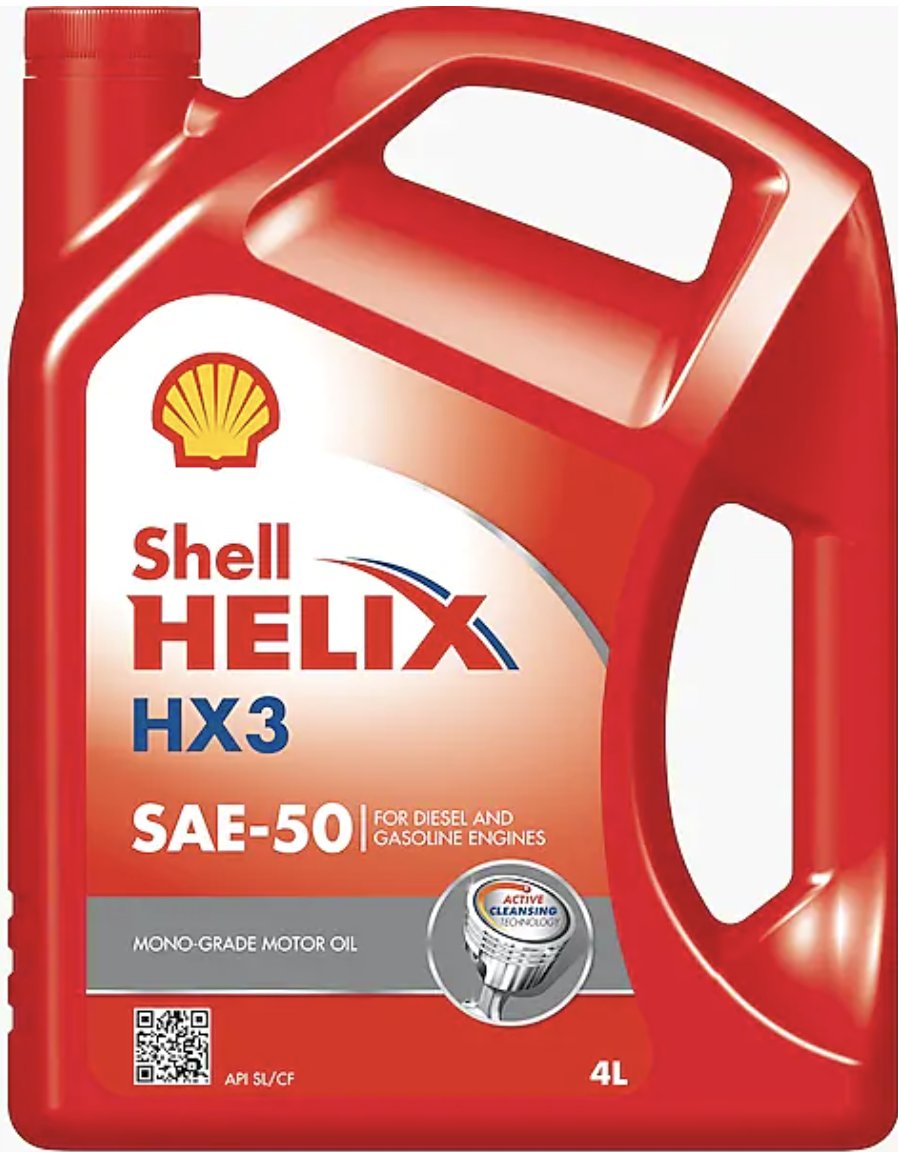 Shell
HELIX
HX3
SAE-50
FOR DIESEL AND
GASOLINE ENGINES
ACTIVE
CLEANSING
TECHNOLOGY
MONO-GRADE MOTOR OIL
API SL/CF
4L